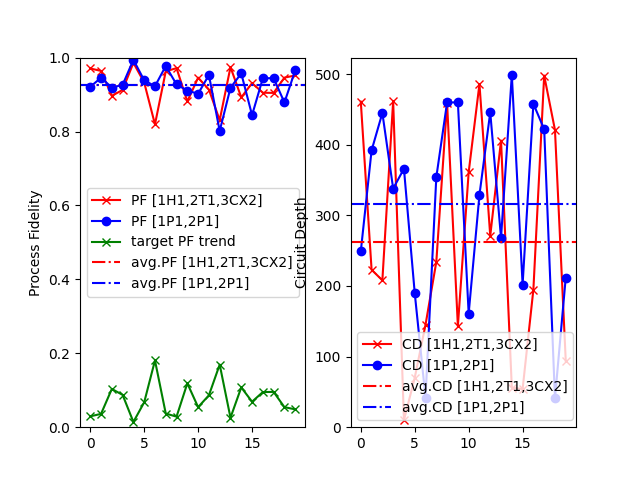 1.0
0.8
0.6
0.4
0.2
0.0
Process Fidelity
PF [1H1,2T1,3CX2]
PF [1P1,2P1]
target PF trend
avg.PF [1H1,2T1,3CX2]
avg.PF [1P1,2P1]
0 5 10 15
500
400
300
200
100
0
Circuit Depth
CD [1H1,2T1,3CX2]
CD [1P1,2P1]
avg.CD [1H1,2T1,3CX2]
avg.CD [1P1,2P1]
0 5 10 15